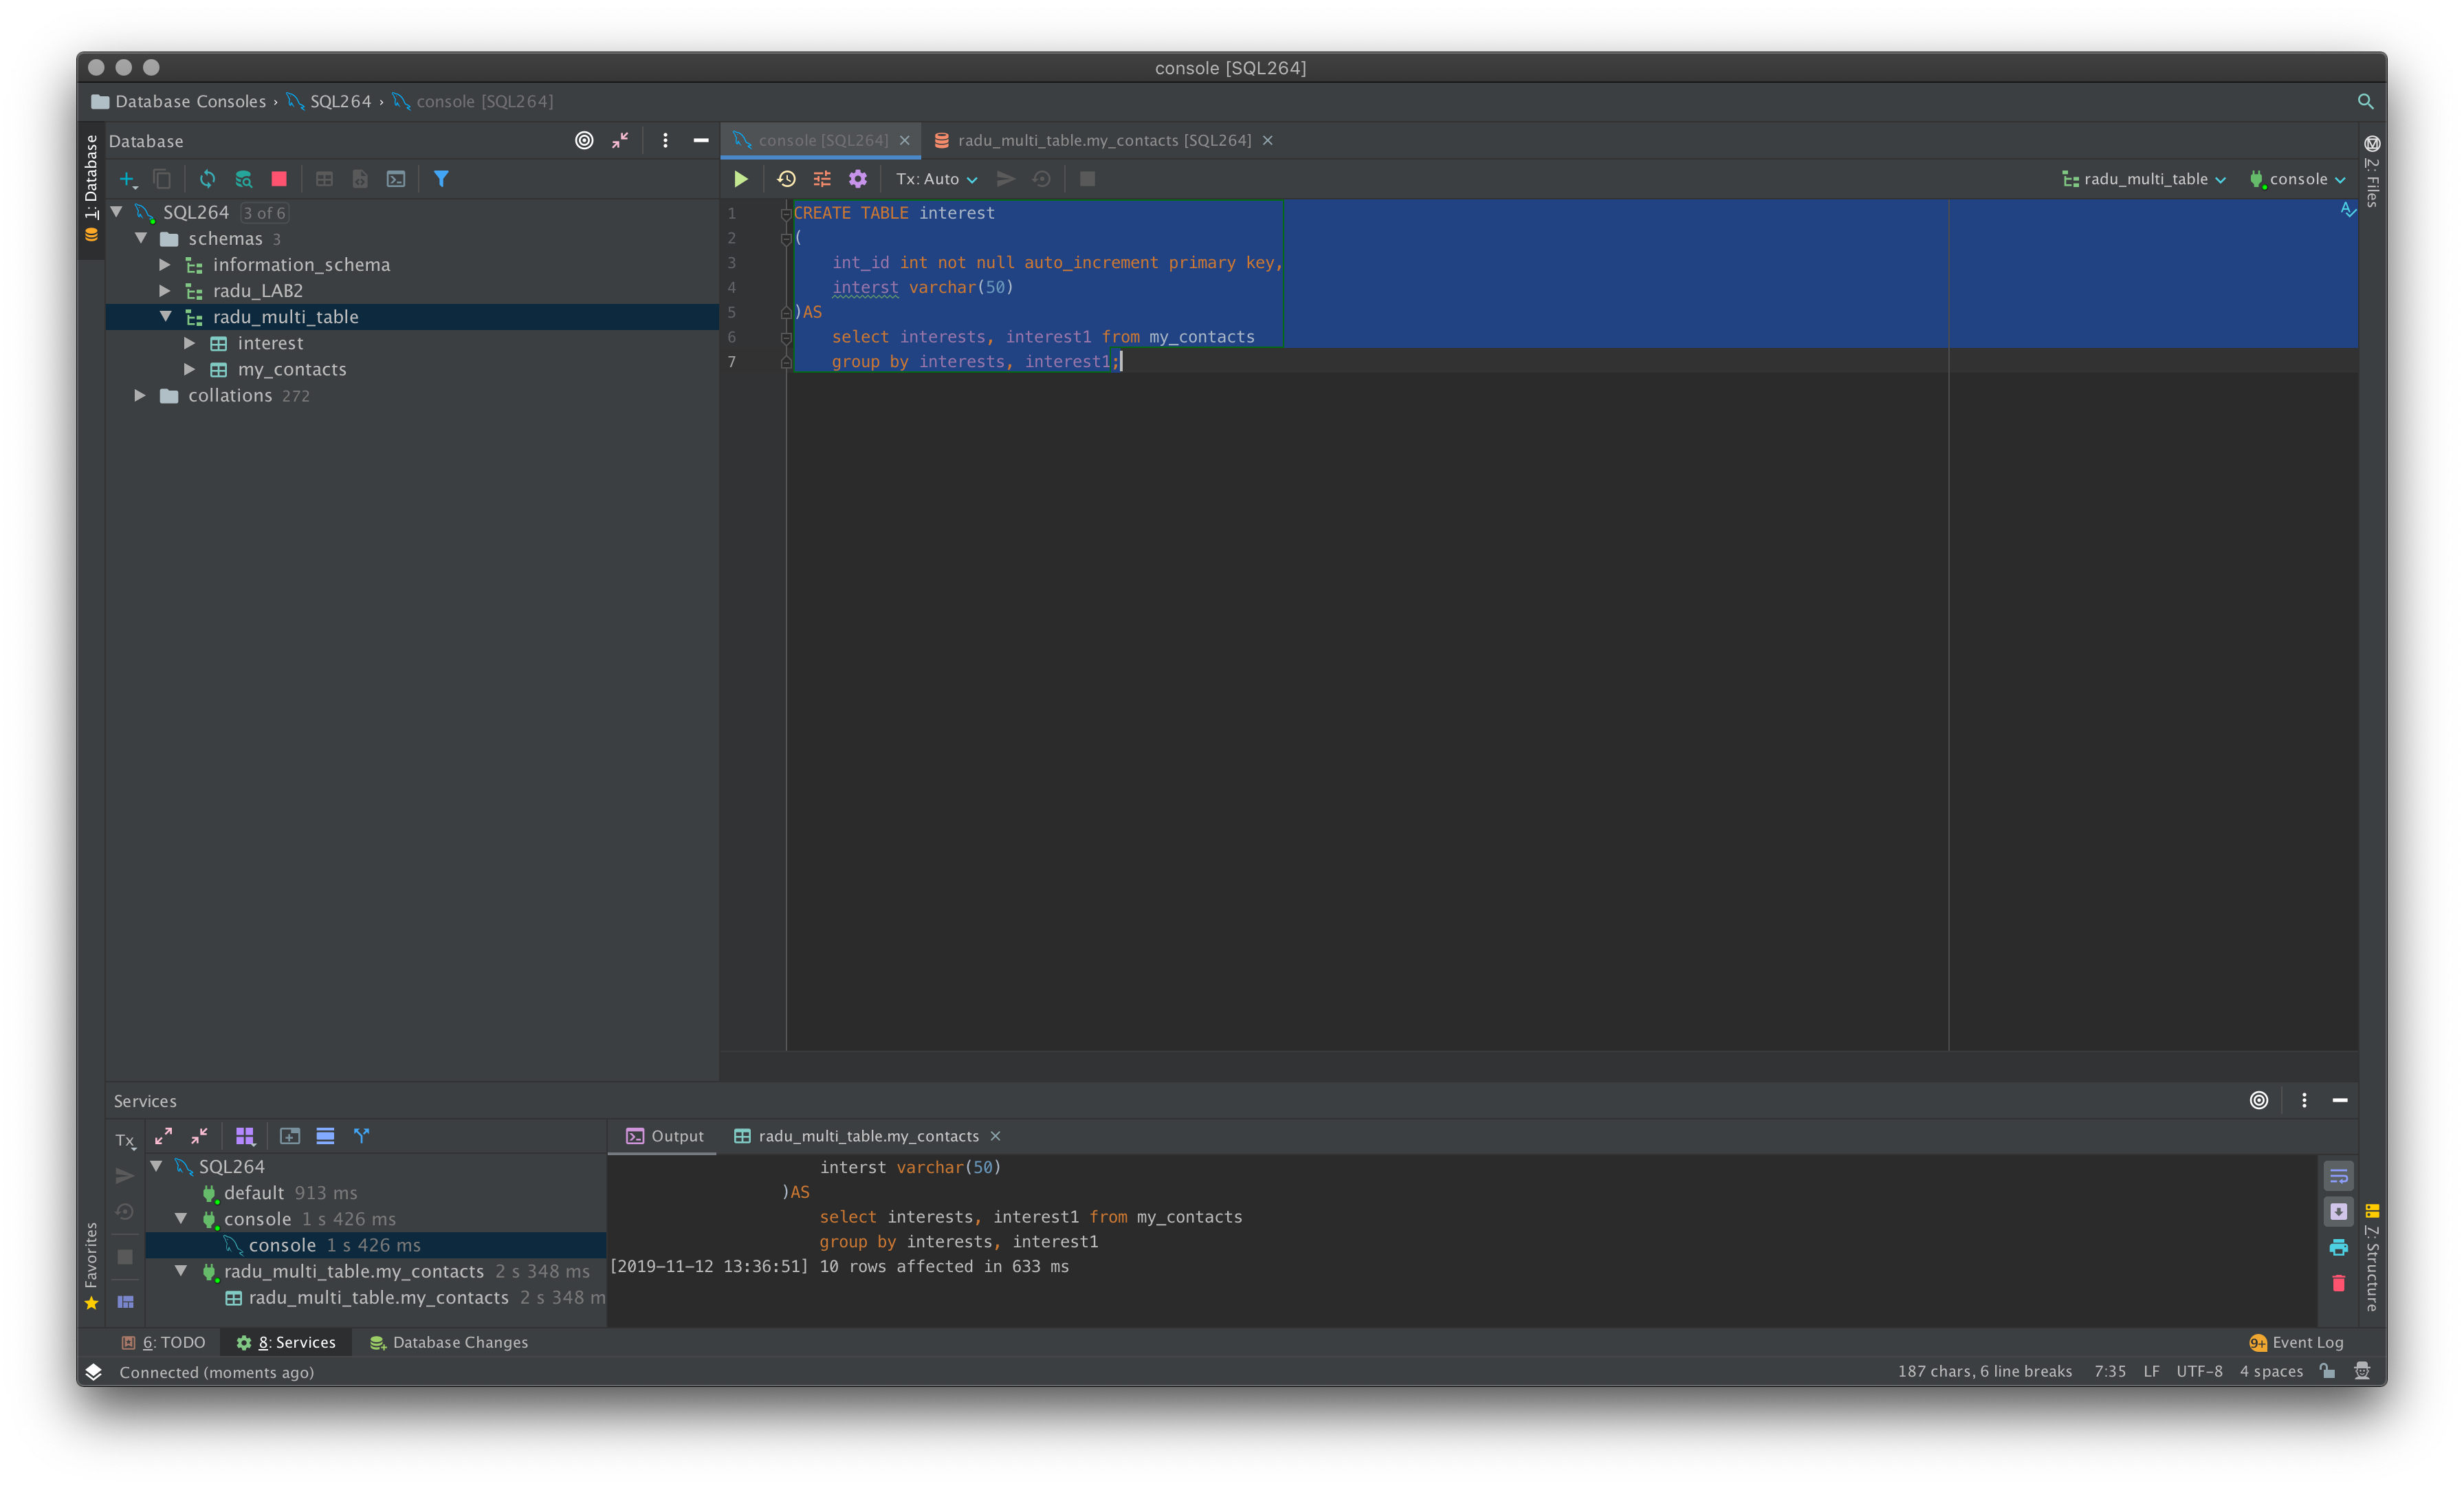 console [SQL264]
Database Consoles › SQL264 › console [SQL264]
1: Database
Favorites
Database
SQL264 3 of 6
schemas 3
information_schema
radu_LAB2
radu_multi_table
interest
my_contacts
collations 272
console [SQL264]
radu_multi_table.my_contacts [SQL264]
Tx: Auto
radu_multi_table
console
1 CREATE TABLE interest
2 (
3 int_id int not null auto_increment primary key,
4 interst varchar(50)
5 )AS
6 select interests, interest1 from my_contacts
7 group by interests, interest1;
2: Files
Z: Structure
Services
Tx
SQL264
default 913 ms
console 1 s 426 ms
console 1 s 426 ms
radu_multi_table.my_contacts 2 s 348 ms
radu_multi_table.my_contacts 2 s 348 m
Output
radu_multi_table.my_contacts
interst varchar(50)
)AS
select interests, interest1 from my_contacts
group by interests, interest1
[2019-11-12 13:36:51] 10 rows affected in 633 ms
6: TODO
8: Services
Database Changes
9+ Event Log
Connected (moments ago)
187 chars, 6 line breaks 7:35 LF UTF-8 4 spaces